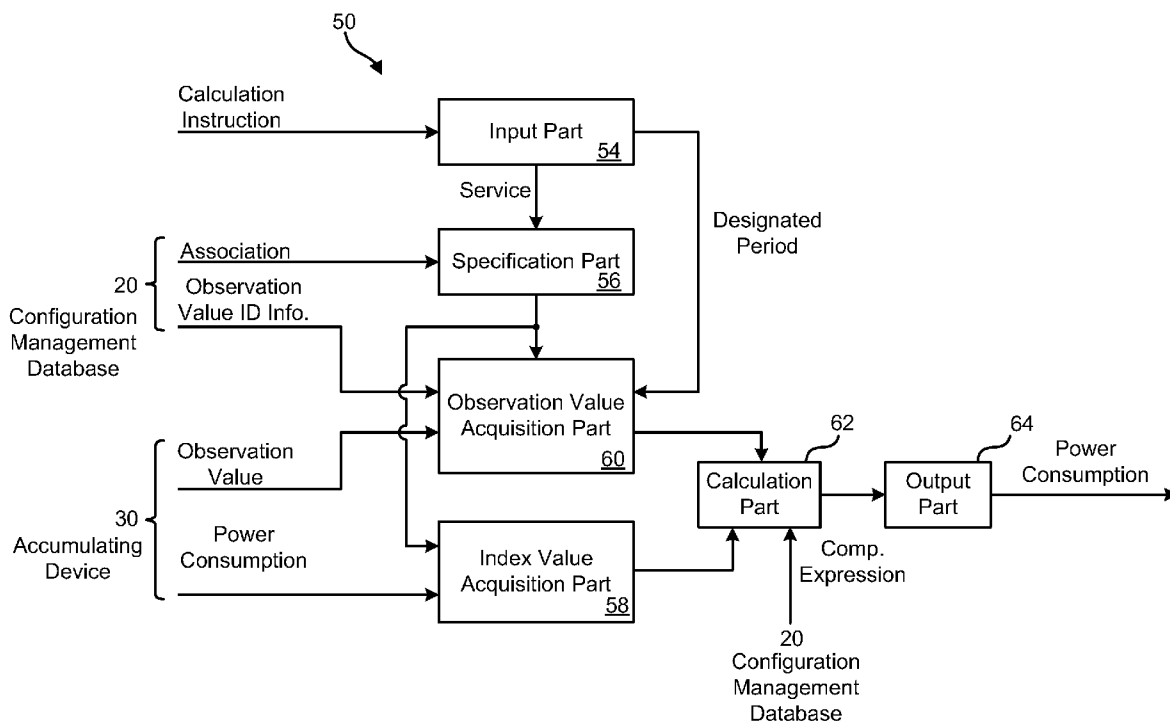 50
Calculation
Instruction
Input Part
54
Service
Designated
Period
Association
Specification Part
56
20
Configuration
Management
Database
Observation
Value ID Info.
Observation Value
Acquisition Part
60
Observation
Value
30
Accumulating
Device
Power
Consumption
Index Value
Acquisition Part
58
62
Calculation
Part
64
Output
Part
Power
Consumption
Comp.
Expression
20
Configuration
Management
Database